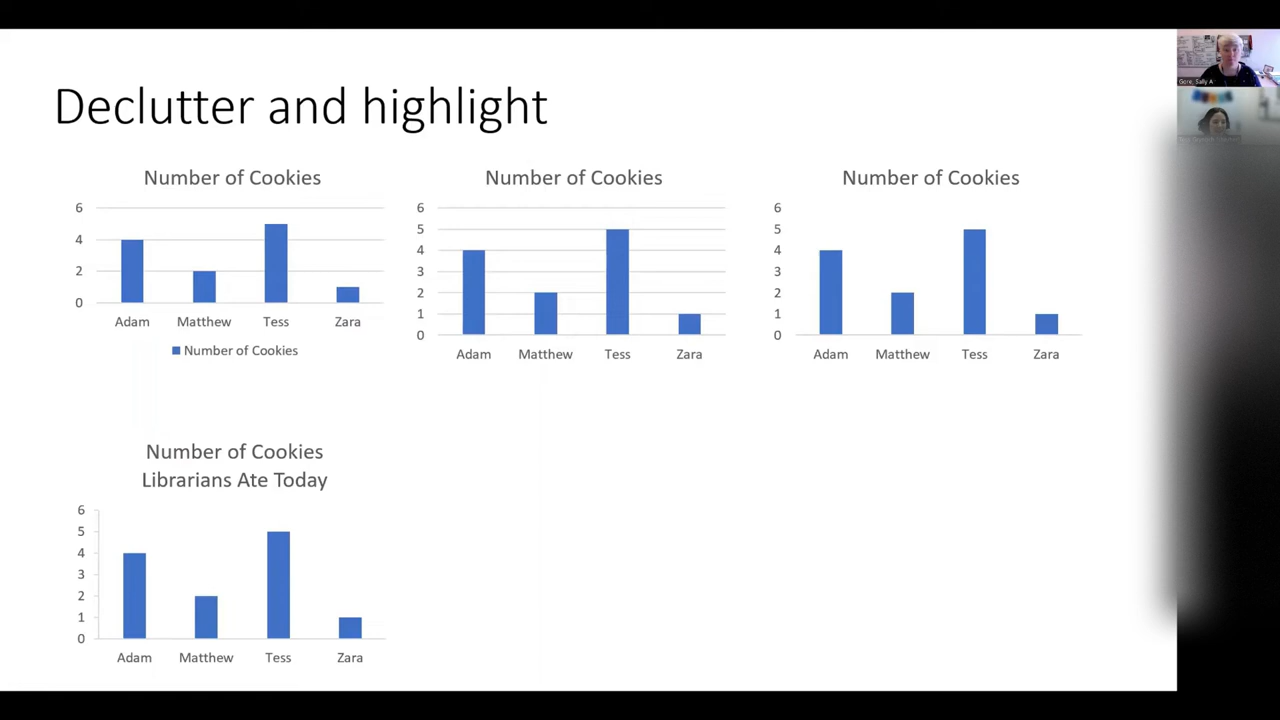 Declutter and highlight
Number of Cookies
6
4
2
0
Adam Matthew Tess Zara
Number of Cookies
Number of Cookies
6
5
4
3
2
1
0
Adam Matthew Tess Zara
Number of Cookies
6
5
4
3
2
1
0
Adam Matthew Tess Zara
Number of Cookies
Librarians Ate Today
6
5
4
3
2
1
0
Adam Matthew Tess Zara
Gore, Sally A